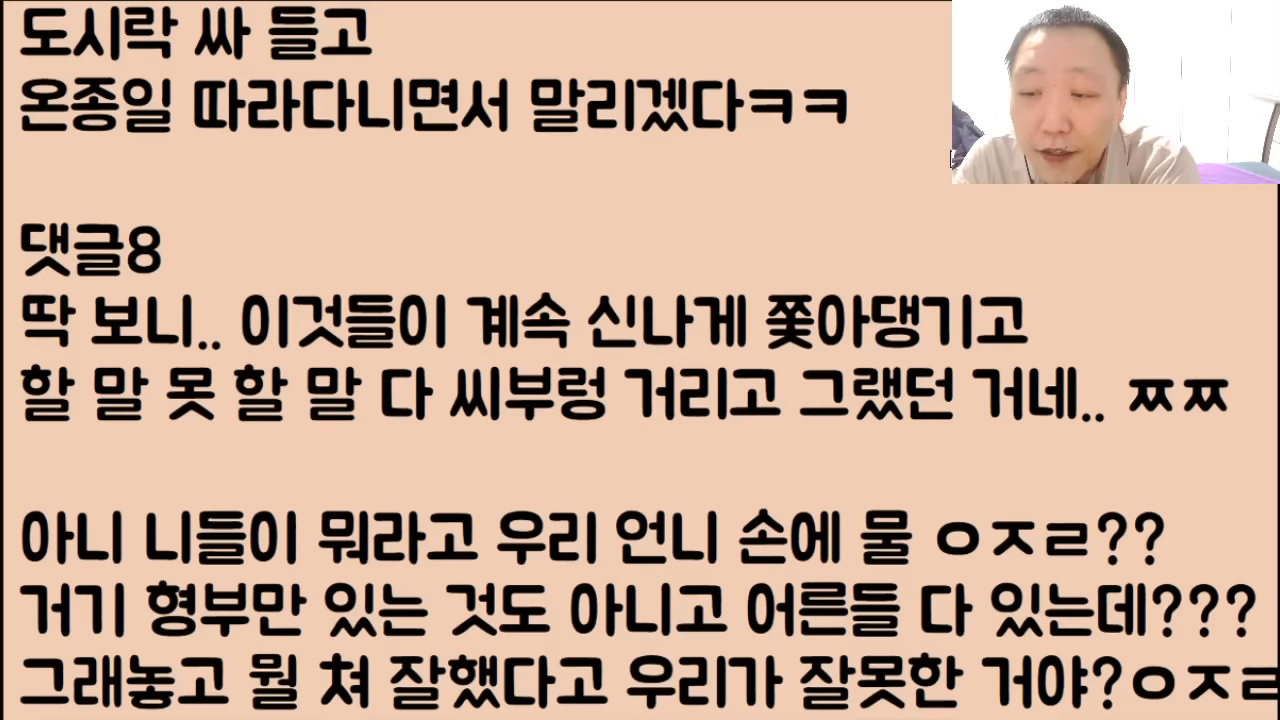 도시락 싸 들고
온종일 따라다니면서 말리겠다ㅋㅋ
댓글8
딱 보니.. 이것들이 계속 신나게 쫓아댕기고
할 말 못 할 말 다 씨부렁 거리고 그랬던 거네.. ㅉㅉ
아니 니들이 뭐라고 우리 언니 손에 물 ㅇㅈㄹ??
거기 형부만 있는 것도 아니고 어른들 다 있는데???
그래놓고 뭘 쳐 잘했다고 우리가 잘못한 거야?ㅇㅈㄹ